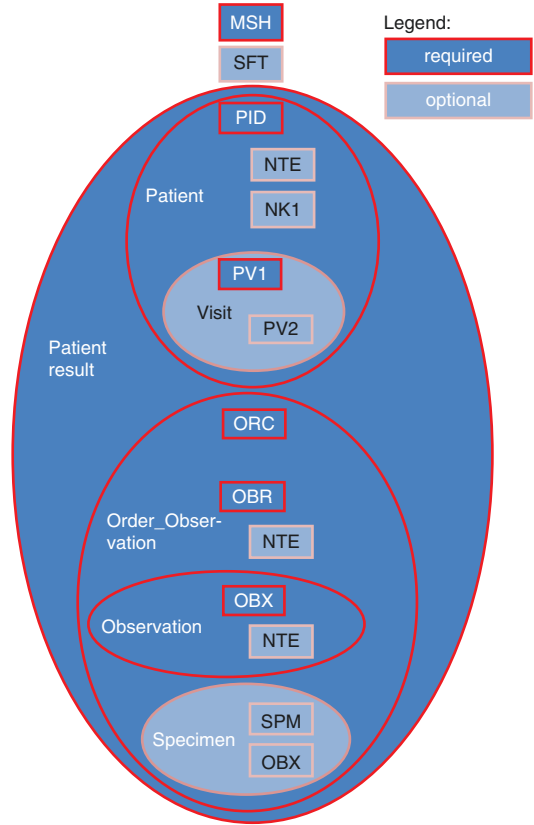 MSH
Legend:
SFT
required
optional
PID
NTE
Patient
NK1
PV1
Visit
PV2
Patient
result
ORC
OBR
Order_Obser-
vation
NTE
OBX
Observation
NTE
SPM
Specimen
OBX